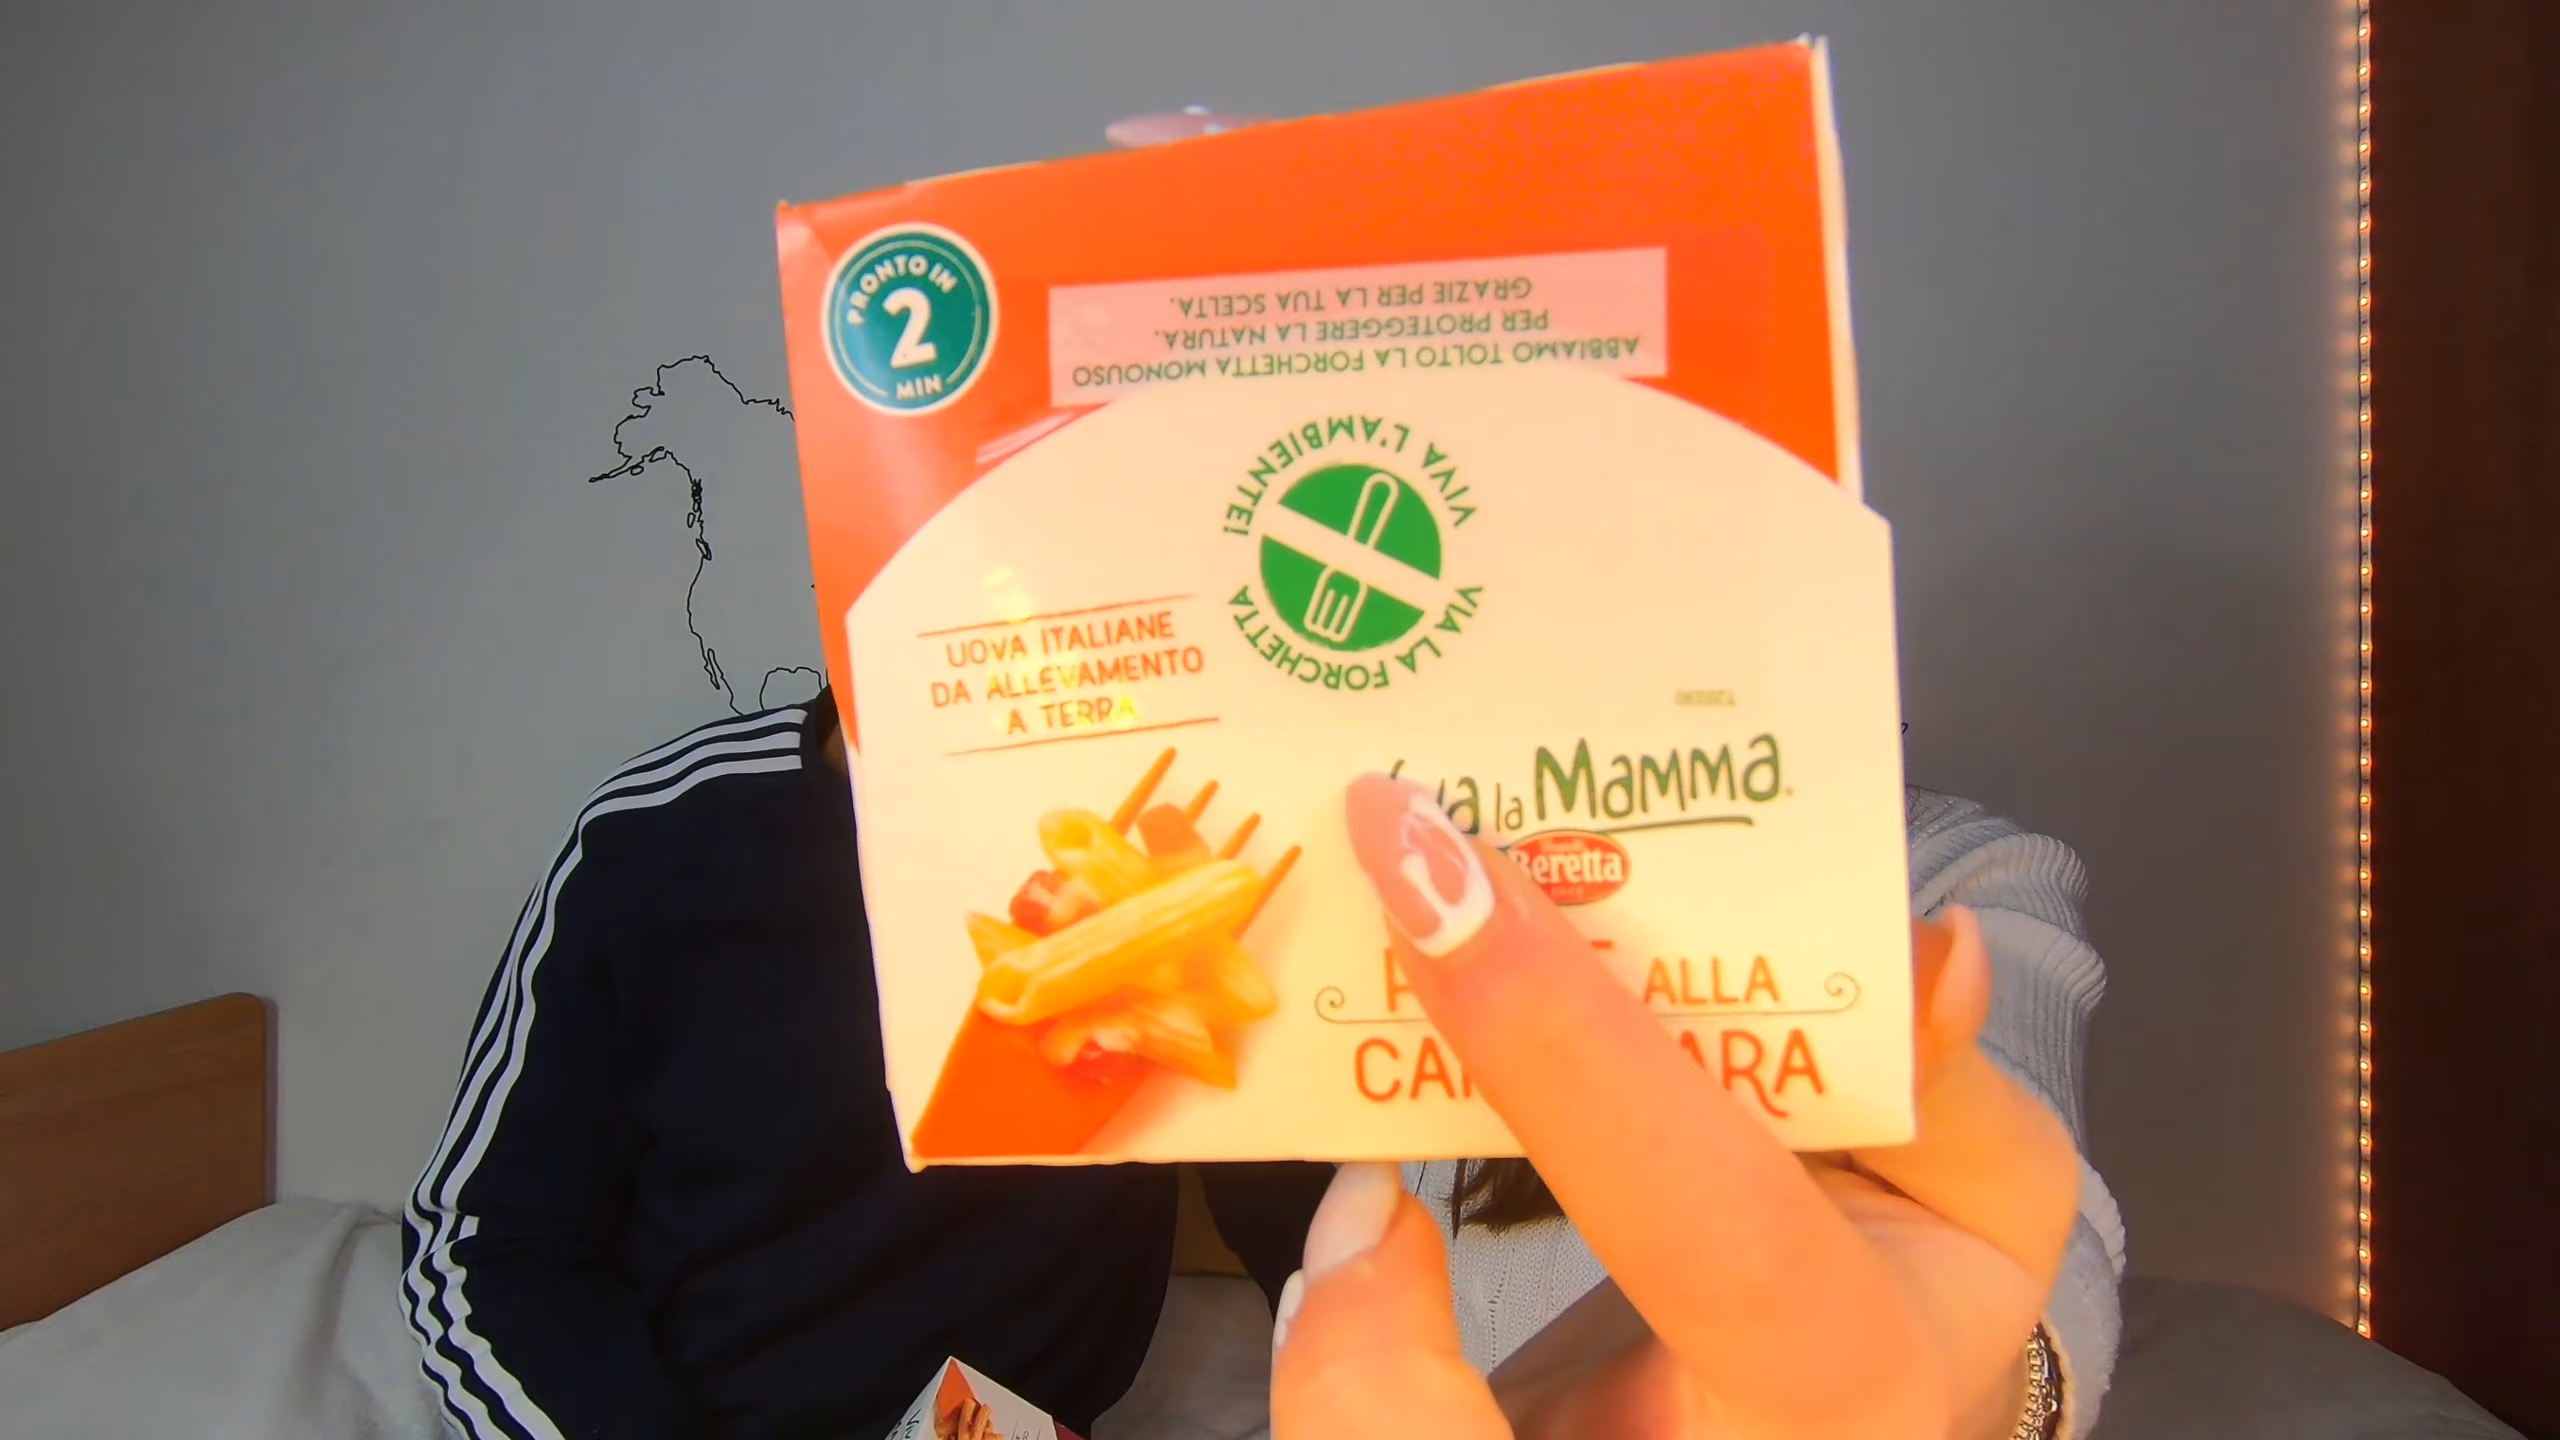 PRONTO IN
2
MIN
ABBIAMO TOLTO LA FORCHETTA MONOUSO
PER PROTEGGERE LA NATURA.
GRAZIE PER LA TUA SCELTA.
VIA LA FORCHETTA
VIVA L'AMBIENTE!
UOVA ITALIANE
DA ALLEVAMENTO
A TERRA
la Mamma
Beretta
ALLA